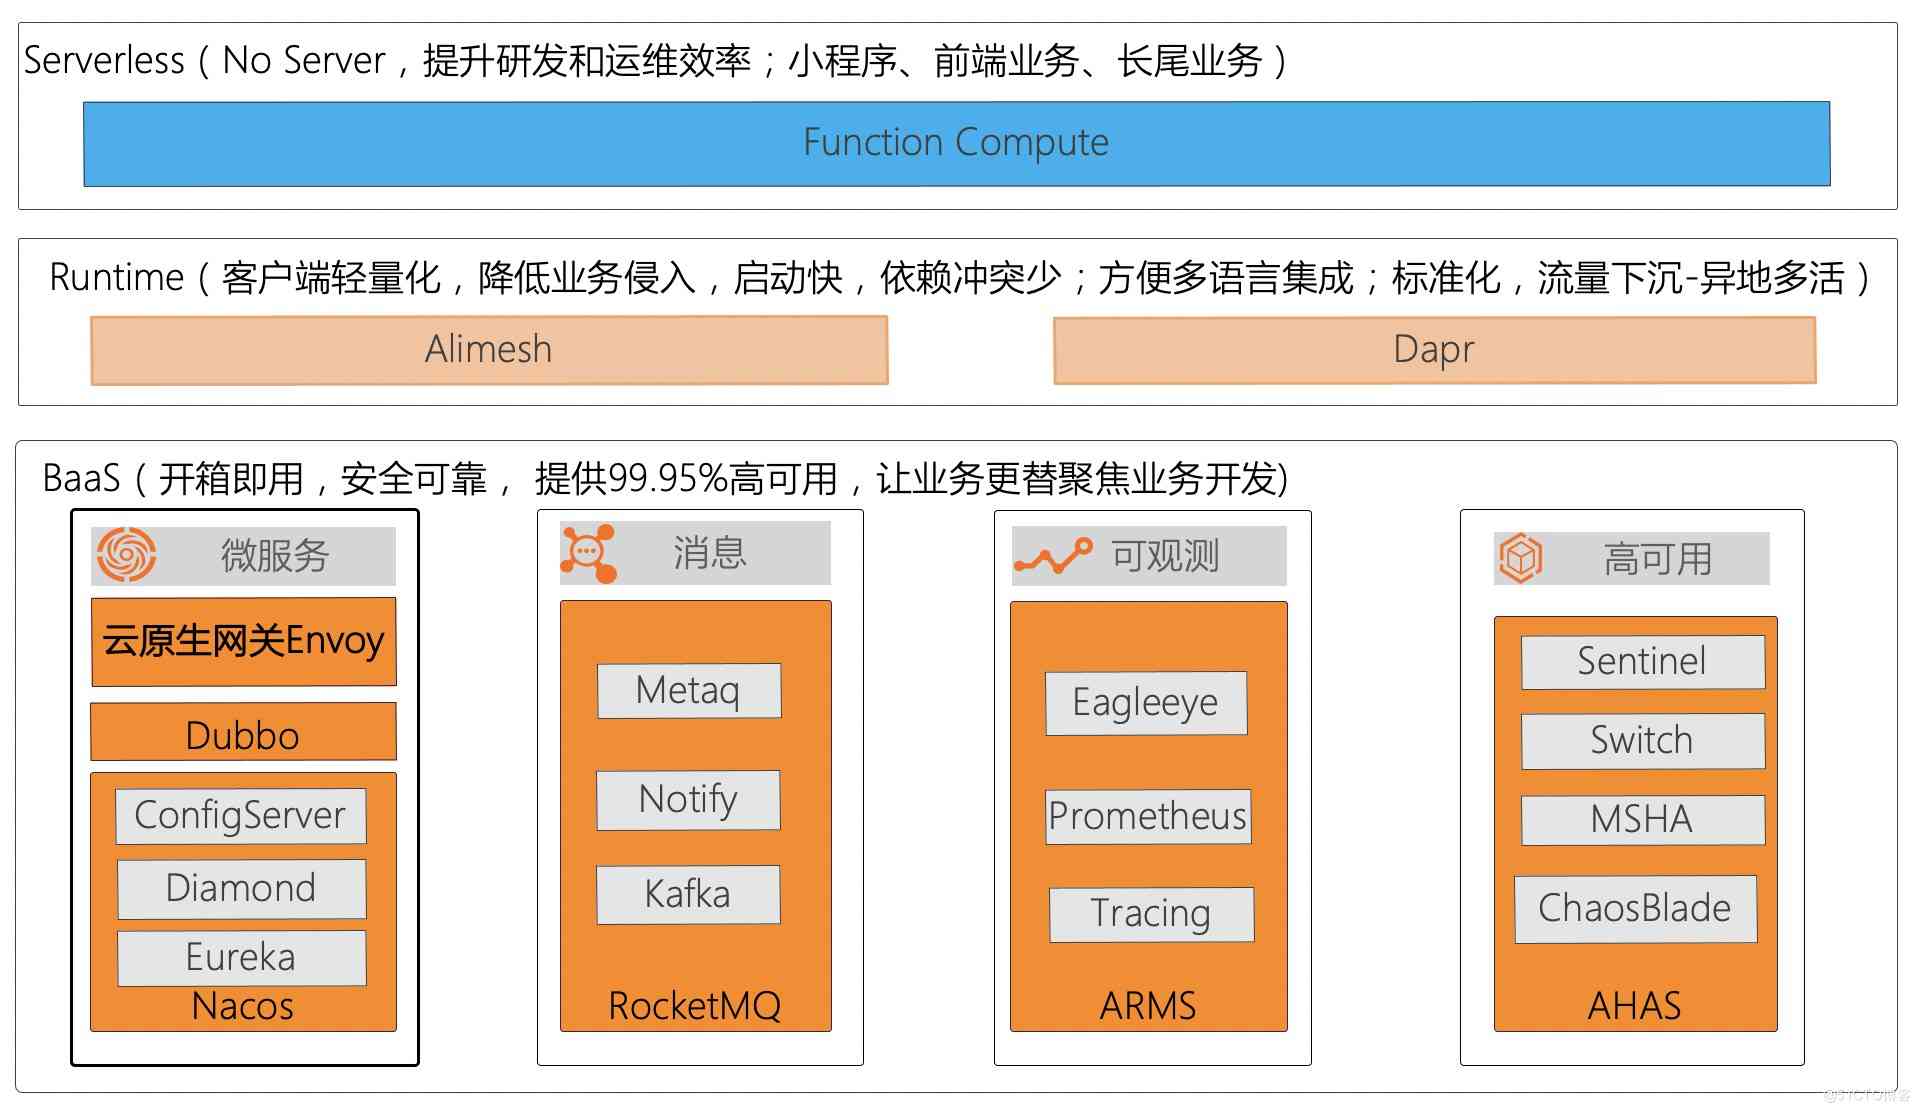 Serverless（No Server，提升研发和运维效率；小程序、前端业务、长尾业务）
Function Compute
Runtime（客户端轻量化，降低业务侵入，启动快，依赖冲突少；方便多语言集成；标准化，流量下沉-异地多活）
Alimesh
Dapr
BaaS（开箱即用，安全可靠， 提供99.95%高可用，让业务更替聚焦业务开发)
微服务
云原生网关Envoy
Dubbo
ConfigServer
Diamond
Eureka
Nacos
消息
Metaq
Notify
Kafka
RocketMQ
可观测
Eagleeye
Prometheus
Tracing
ARMS
高可用
Sentinel
Switch
MSHA
ChaosBlade
AHAS
@51CTO博客